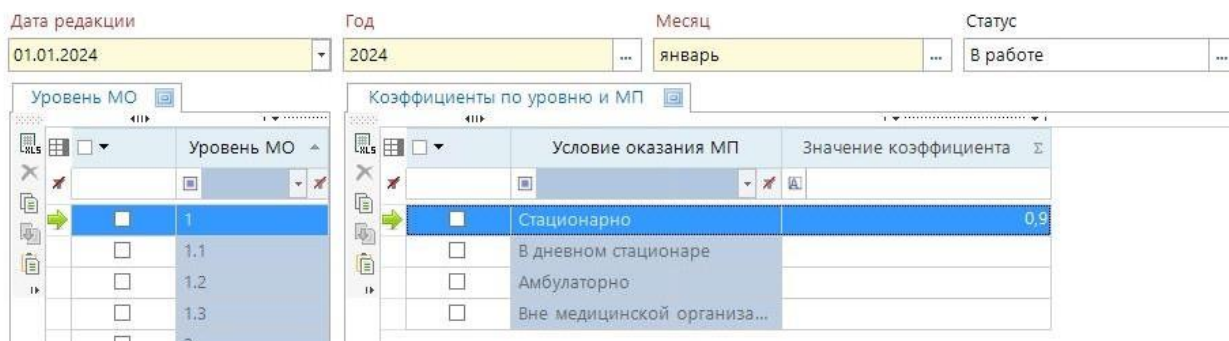 Дата редакции Год Месяц Статус
01.01.2024 2024 ... январь ... В работе ...
Уровень МО Коэффициенты по уровню и МП
XLS Уровень МО XLS Условие оказания МП Значение коэффициента Σ
A
1 Стационарно 0,9
1.1 В дневном стационаре
1.2 Амбулаторно
1.3 Вне медицинской организа...